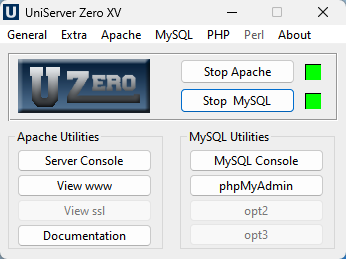 U UniServer Zero XV
General Extra Apache MySQL PHP Perl About
U ZERO
Stop Apache
Stop MySQL
Apache Utilities
Server Console
View www
View ssl
Documentation
MySQL Utilities
MySQL Console
phpMyAdmin
opt2
opt3